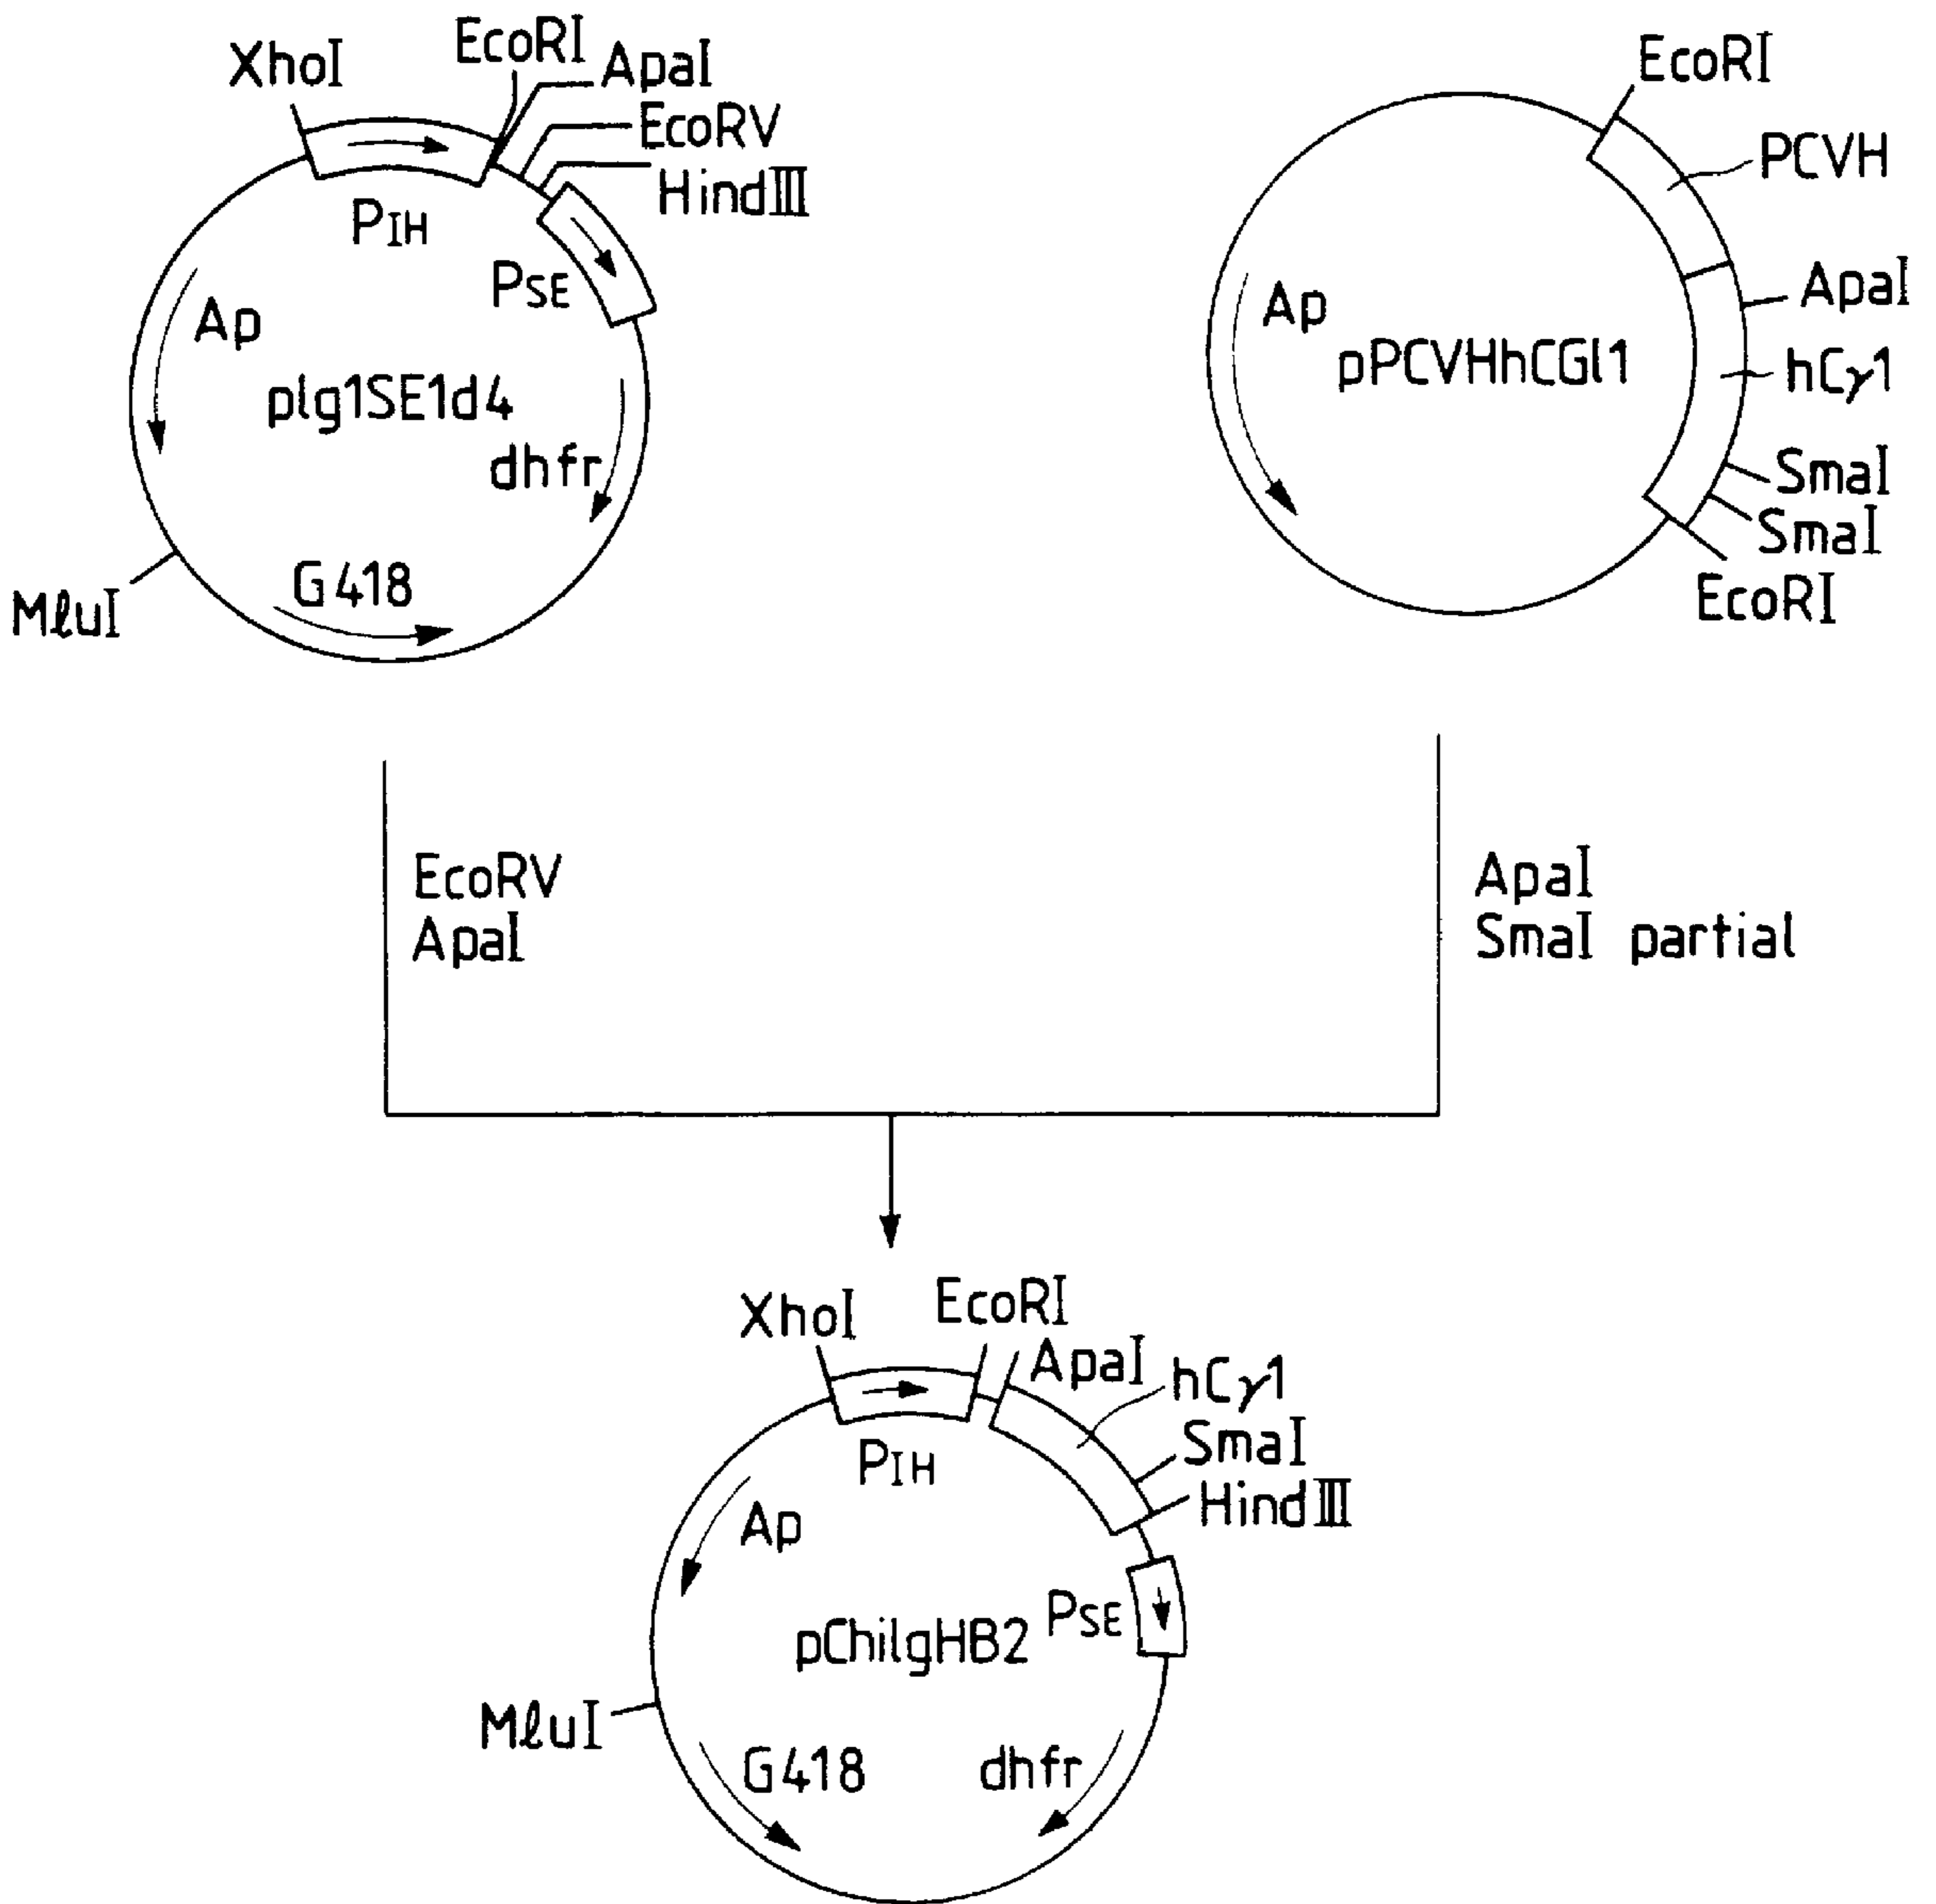 XhoI
EcoRI
ApaI
EcoRV
HindIII
PIH
PSE
Ap
pIg1SE1d4
dhfr
G418
MluI
EcoRI
PCVH
ApaI
Ap
pPCVHhCGI1
hCγ1
SmaI
SmaI
EcoRI
EcoRV
ApaI
ApaI
SmaI partial
XhoI
EcoRI
ApaI
hCγ1
SmaI
HindIII
PIH
Ap
PSE
pChiIgHB2
MluI
G418
dhfr